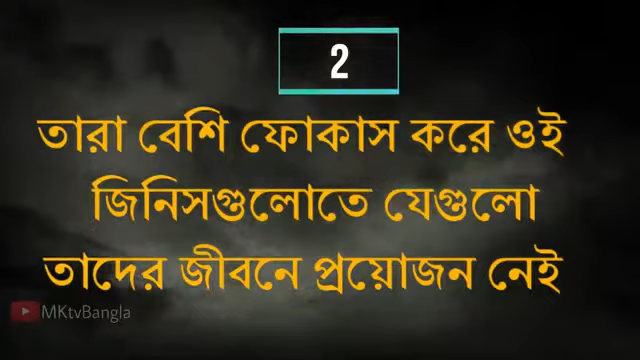 2
তারা বেশি ফোকাস করে ওই
জিনিসগুলোতে যেগুলো
তাদের জীবনে প্রয়োজন নেই
MKtvBangla